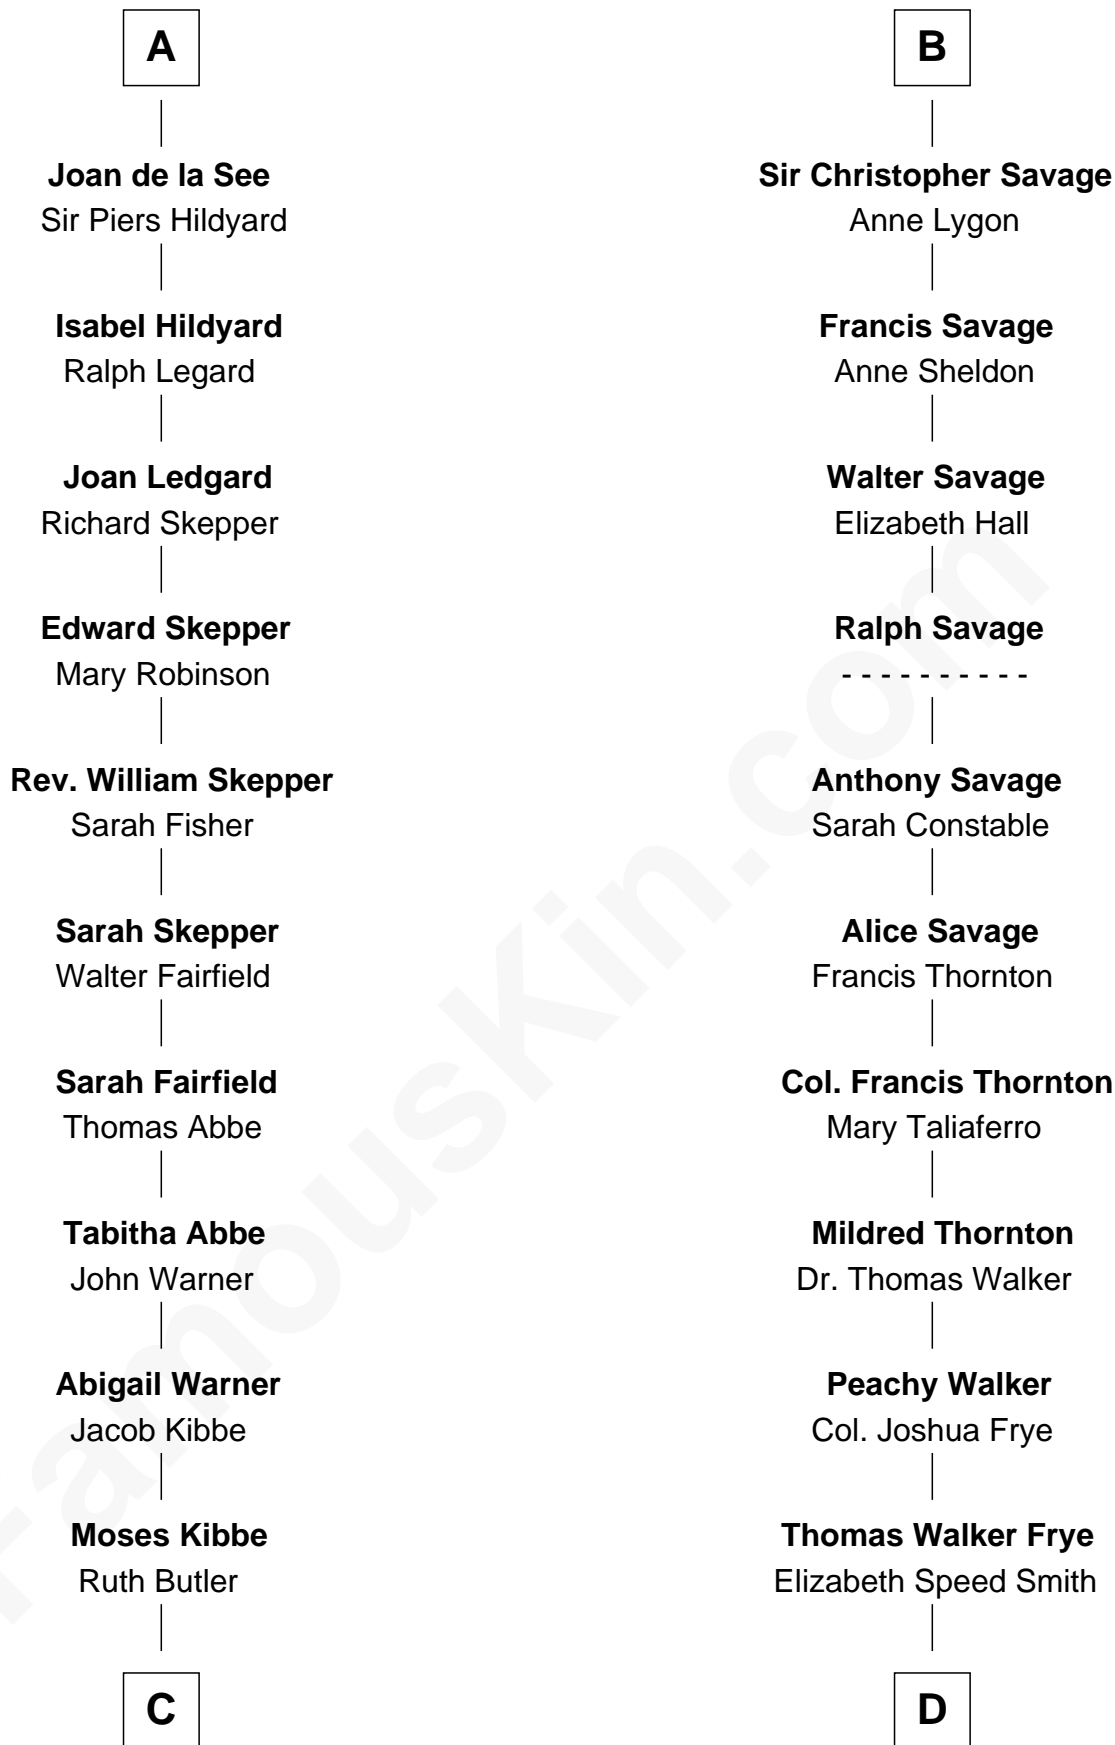 A
Joan de la See
Sir Piers Hildyard
Isabel Hildyard
Ralph Legard
Joan Ledgard
Richard Skepper
Edward Skepper
Mary Robinson
Rev. William Skepper
Sarah Fisher
Sarah Skepper
Walter Fairfield
Sarah Fairfield
Thomas Abbe
Tabitha Abbe
John Warner
Abigail Warner
Jacob Kibbe
Moses Kibbe
Ruth Butler
C
B
Sir Christopher Savage
Anne Lygon
Francis Savage
Anne Sheldon
Walter Savage
Elizabeth Hall
Ralph Savage
- - - - - - - - - -
Anthony Savage
Sarah Constable
Alice Savage
Francis Thornton
Col. Francis Thornton
Mary Taliaferro
Mildred Thornton
Dr. Thomas Walker
Peachy Walker
Col. Joshua Frye
Thomas Walker Frye
Elizabeth Speed Smith
D
FamousKin.com